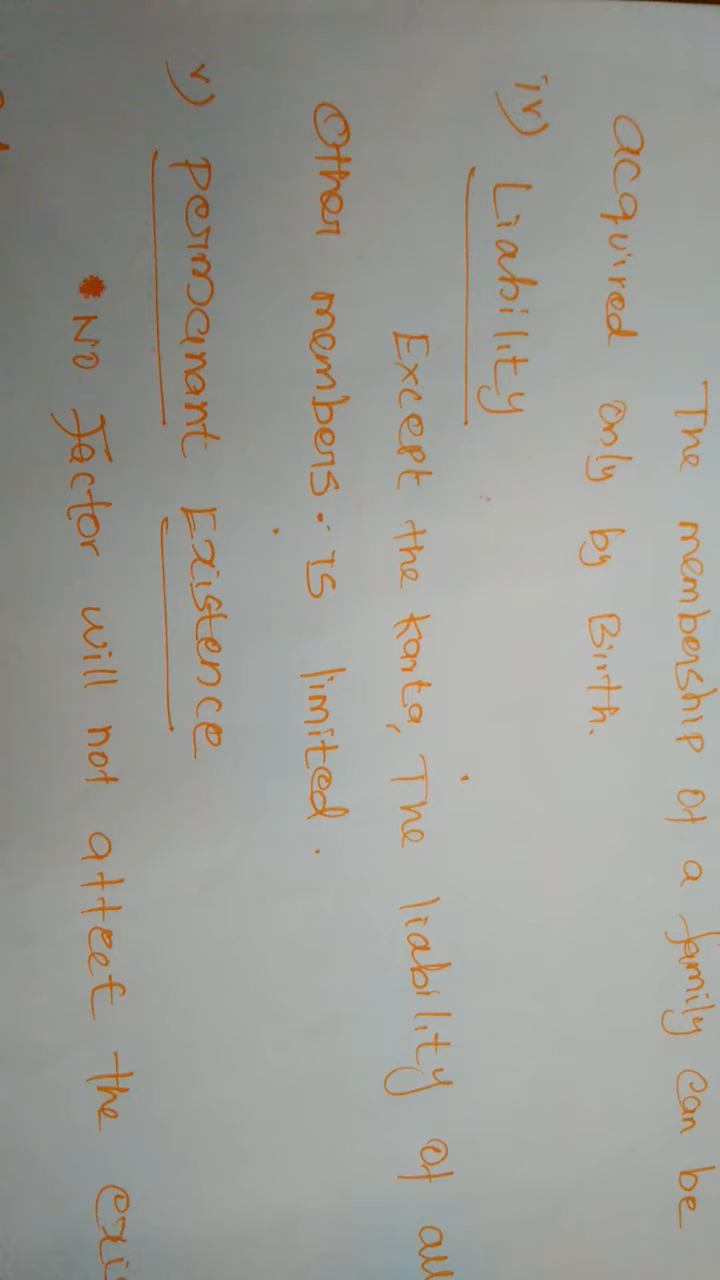 The membership of a family can be
acquired only by Birth.
iv) Liability
Except the karta, The liability of all
Other members. is limited.
v) Permanant Existence
• No factor will not affect the